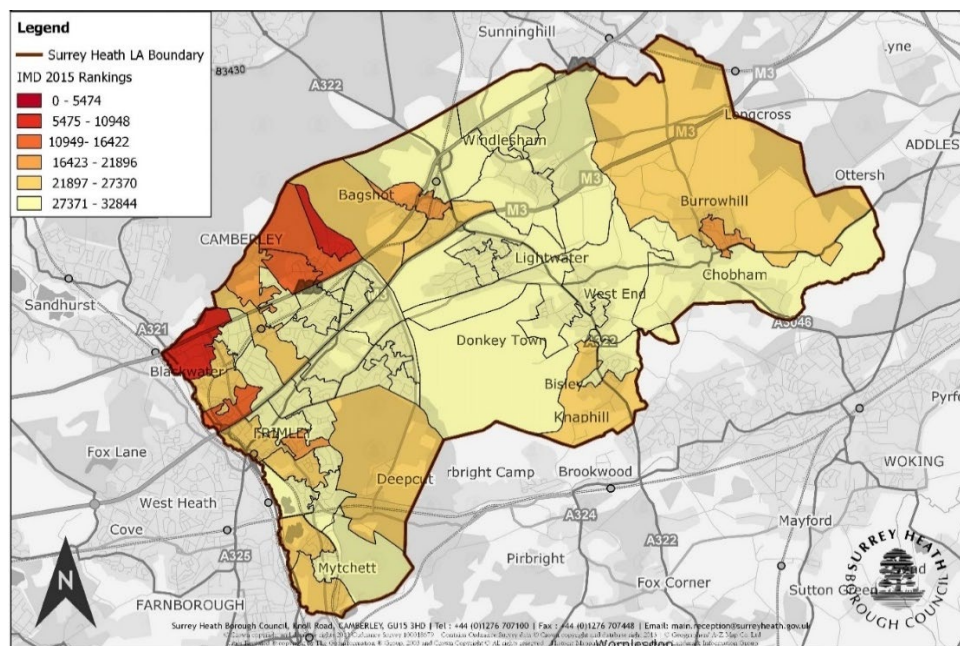 Legend
Surrey Heath LA Boundary
IMD 2015 Rankings
0 - 5474
5475 - 10948
10949- 16422
16423 - 21896
21897 - 27370
27371 - 32844
Sunninghill
B3430
A322
M3
Longcross
ADDLES
Ottersh
Windlesham
M3
M3
Bagshot
M3
Burrowhill
CAMBERLEY
Lightwater
Chobham
Sandhurst
West End
A321
Donkey Town
A3046
Blackwater
A322
Bisley
Knaphill
FRIMLEY
Fox Lane
Deepcut
rbright Camp
Brookwood
WOKING
West Heath
Cove
A324
A322
Mayford
A325
Pirbright
Mytchett
Fox Corner
Sutton Green
FARNBOROUGH
N
SURREY HEATH
BOROUGH COUNCIL
Surrey Heath Borough Council, Knoll Road, CAMBERLEY, GU15 3HD | Tel : +44 (0)1276 707100 | Fax : +44 (0)1276 707448 | Email: main.reception@surreyheath.gov.uk